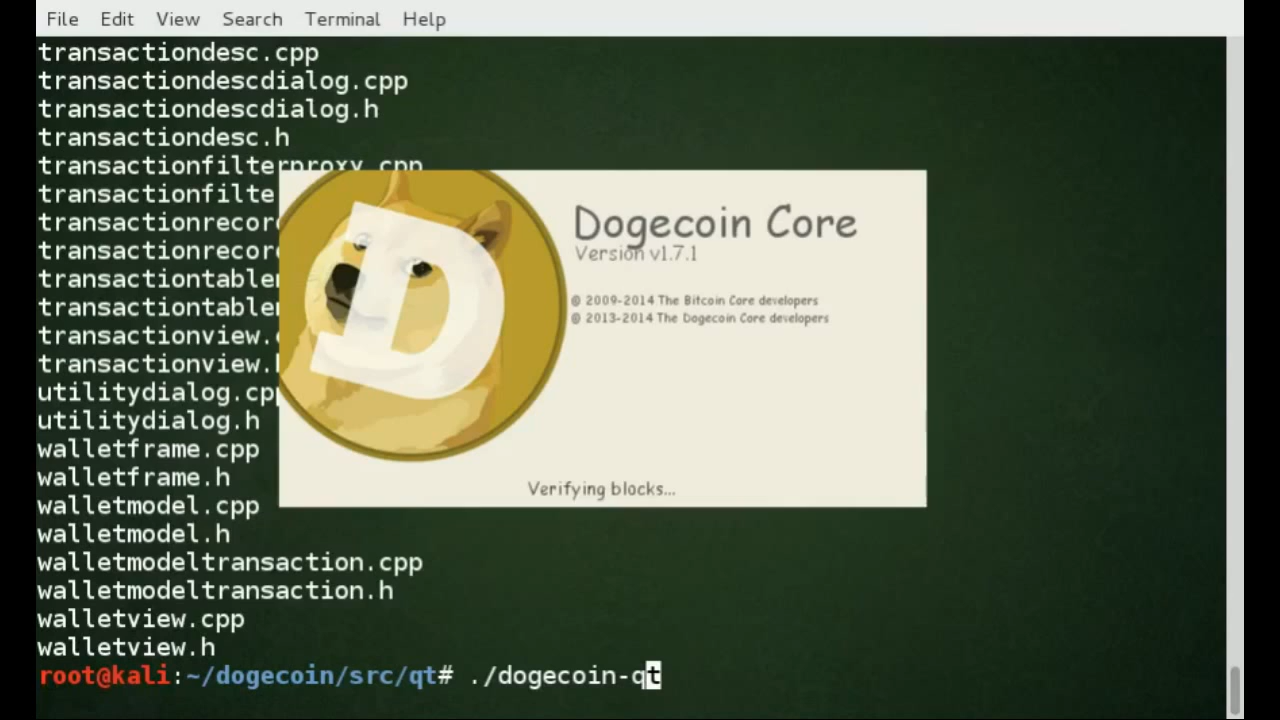 File Edit View Search Terminal Help
transactiondesc.cpp
transactiondescdialog.cpp
transactiondescdialog.h
transactiondesc.h
transactionfilterproxy.cpp
transactionfilte
transactionrecor
transactionrecor
transactiontable
transactiontable
transactionview.
transactionview.
utilitydialog.cp
utilitydialog.h
walletframe.cpp
walletframe.h
walletmodel.cpp
walletmodel.h
walletmodeltransaction.cpp
walletmodeltransaction.h
walletview.cpp
walletview.h
root@kali:~/dogecoin/src/qt# ./dogecoin-qt
D
Dogecoin Core
Version v1.7.1
© 2009-2014 The Bitcoin Core developers
© 2013-2014 The Dogecoin Core developers
Verifying blocks...